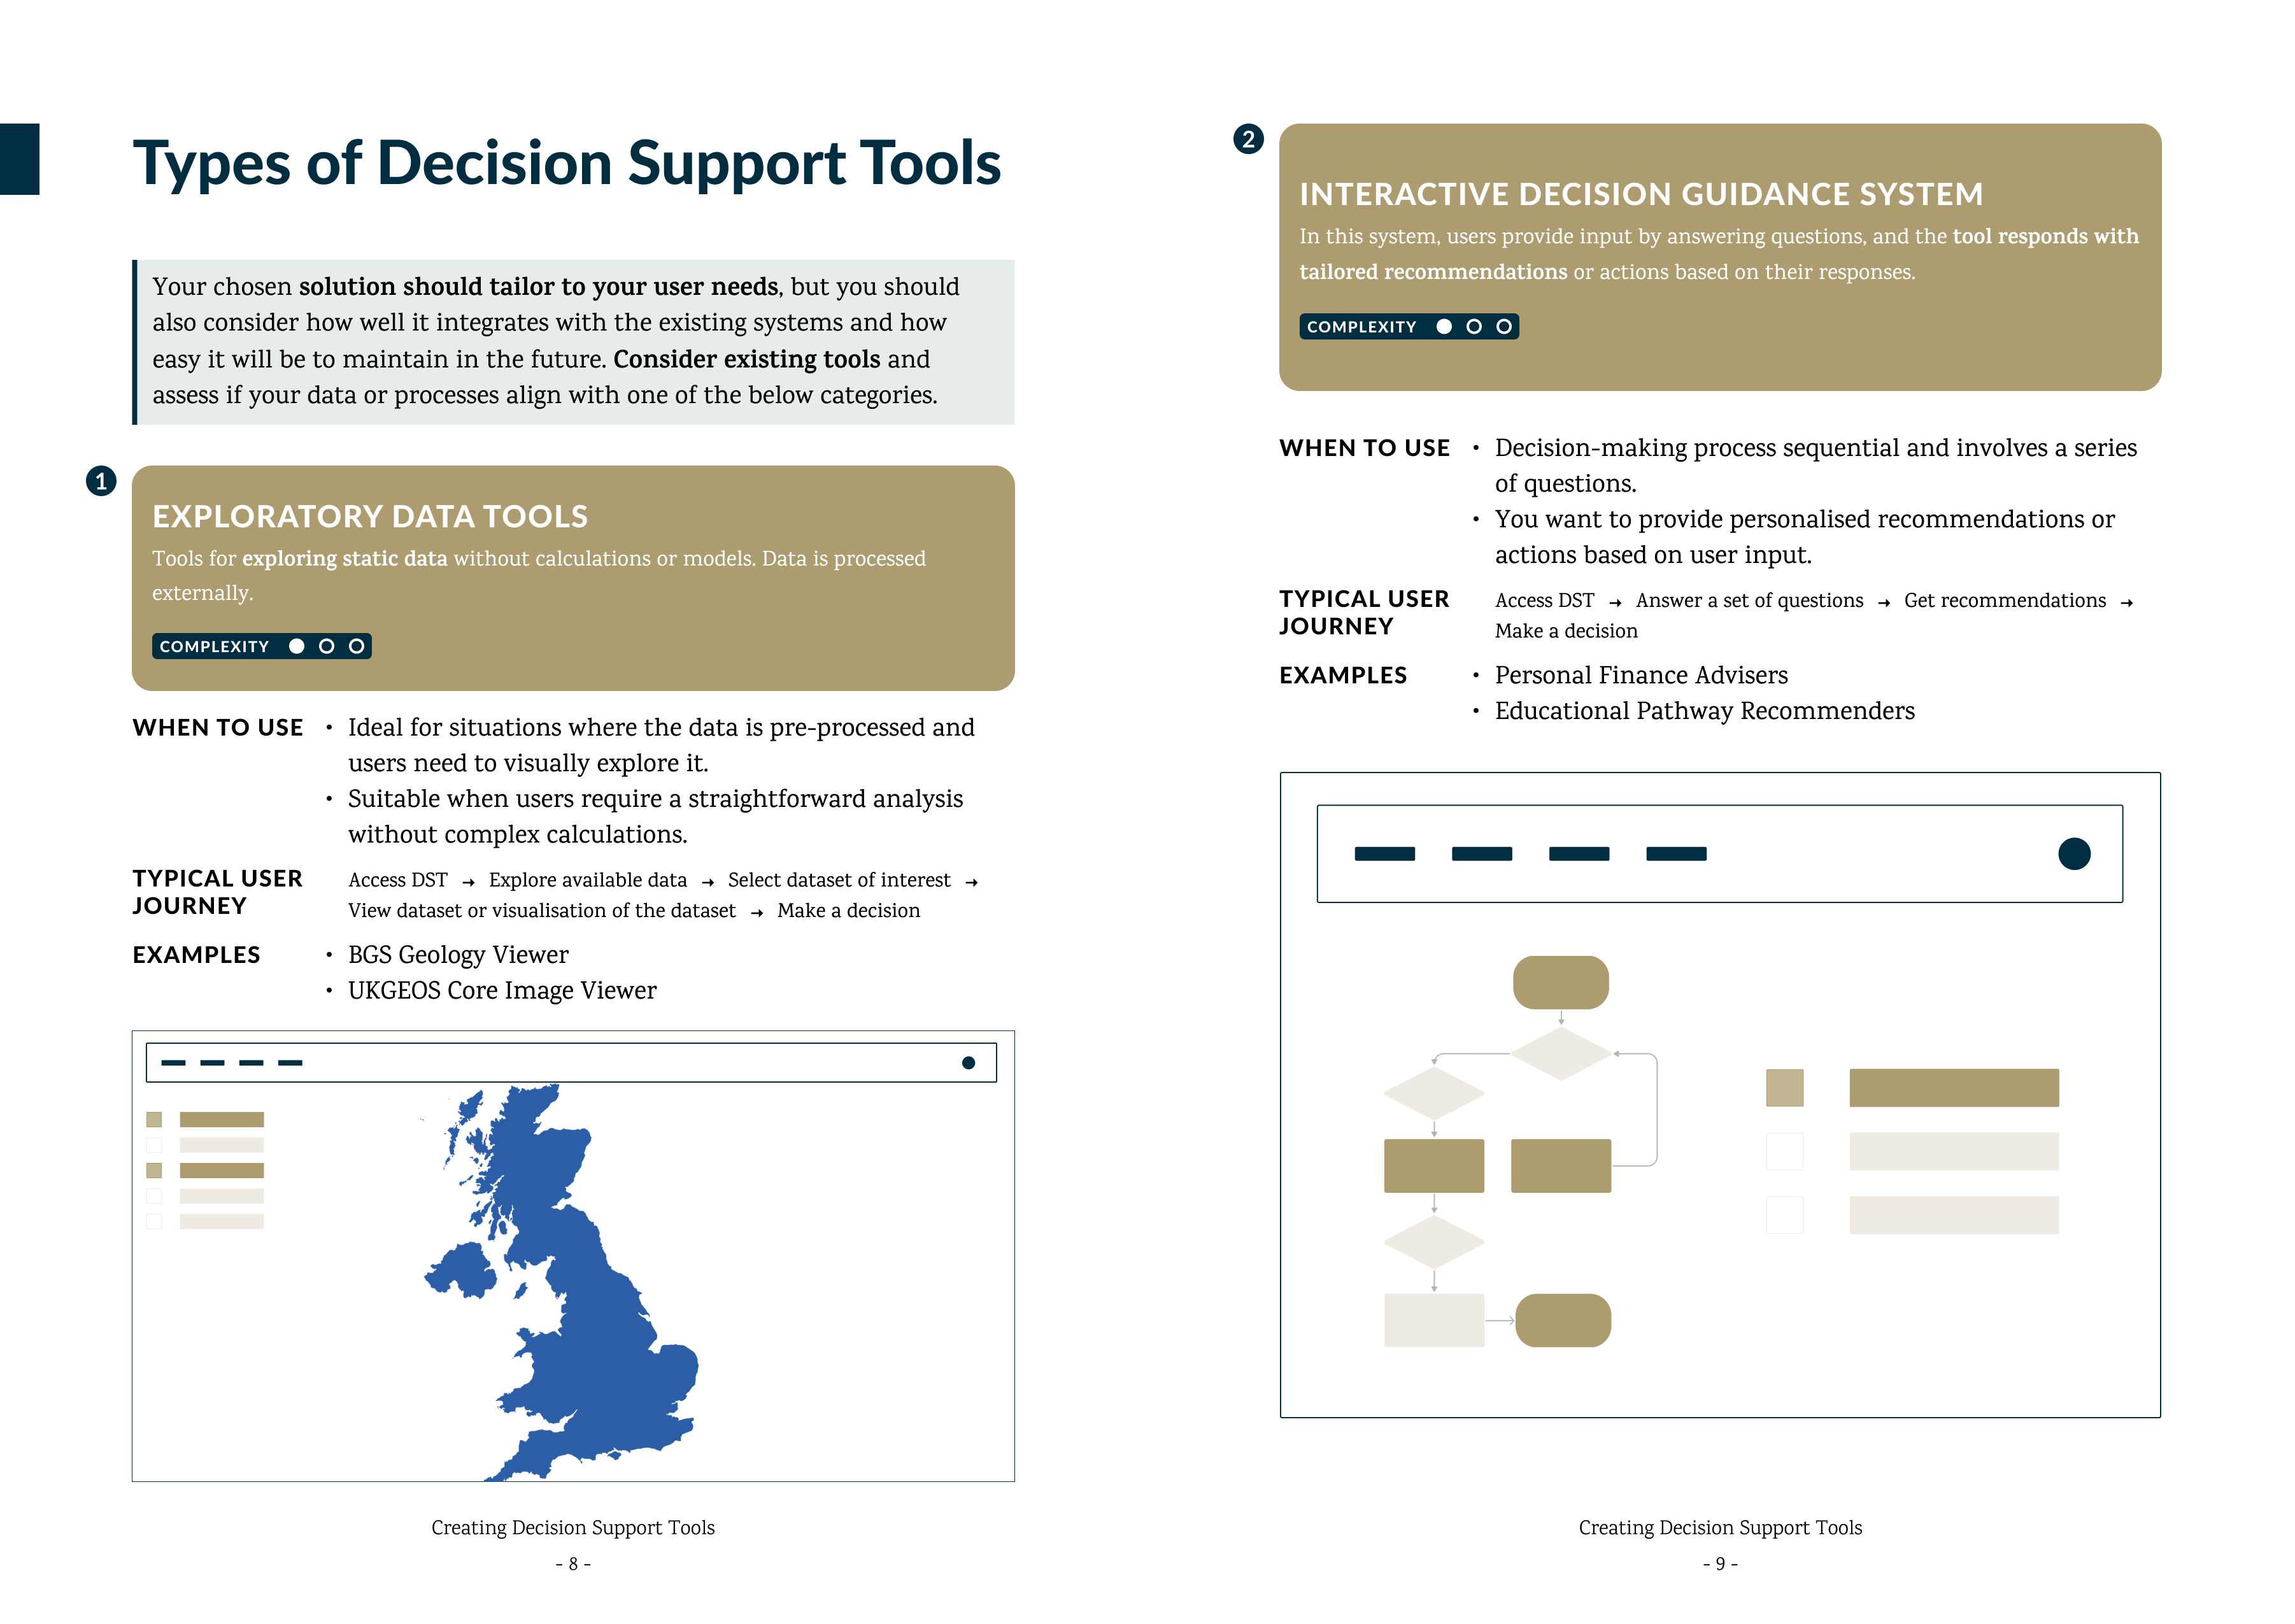 Types of Decision Support Tools
Your chosen solution should tailor to your user needs, but you should
also consider how well it integrates with the existing systems and how
easy it will be to maintain in the future. Consider existing tools and
assess if your data or processes align with one of the below categories.
1
EXPLORATORY DATA TOOLS
Tools for exploring static data without calculations or models. Data is processed
externally.
COMPLEXITY
WHEN TO USE
• Ideal for situations where the data is pre-processed and
users need to visually explore it.
• Suitable when users require a straightforward analysis
without complex calculations.
TYPICAL USER
JOURNEY
Access DST → Explore available data → Select dataset of interest →
View dataset or visualisation of the dataset → Make a decision
EXAMPLES
• BGS Geology Viewer
• UKGEOS Core Image Viewer
Creating Decision Support Tools
- 8 -
2
INTERACTIVE DECISION GUIDANCE SYSTEM
In this system, users provide input by answering questions, and the tool responds with
tailored recommendations or actions based on their responses.
COMPLEXITY
WHEN TO USE
• Decision-making process sequential and involves a series
of questions.
• You want to provide personalised recommendations or
actions based on user input.
TYPICAL USER
JOURNEY
Access DST → Answer a set of questions → Get recommendations →
Make a decision
EXAMPLES
• Personal Finance Advisers
• Educational Pathway Recommenders
Creating Decision Support Tools
- 9 -